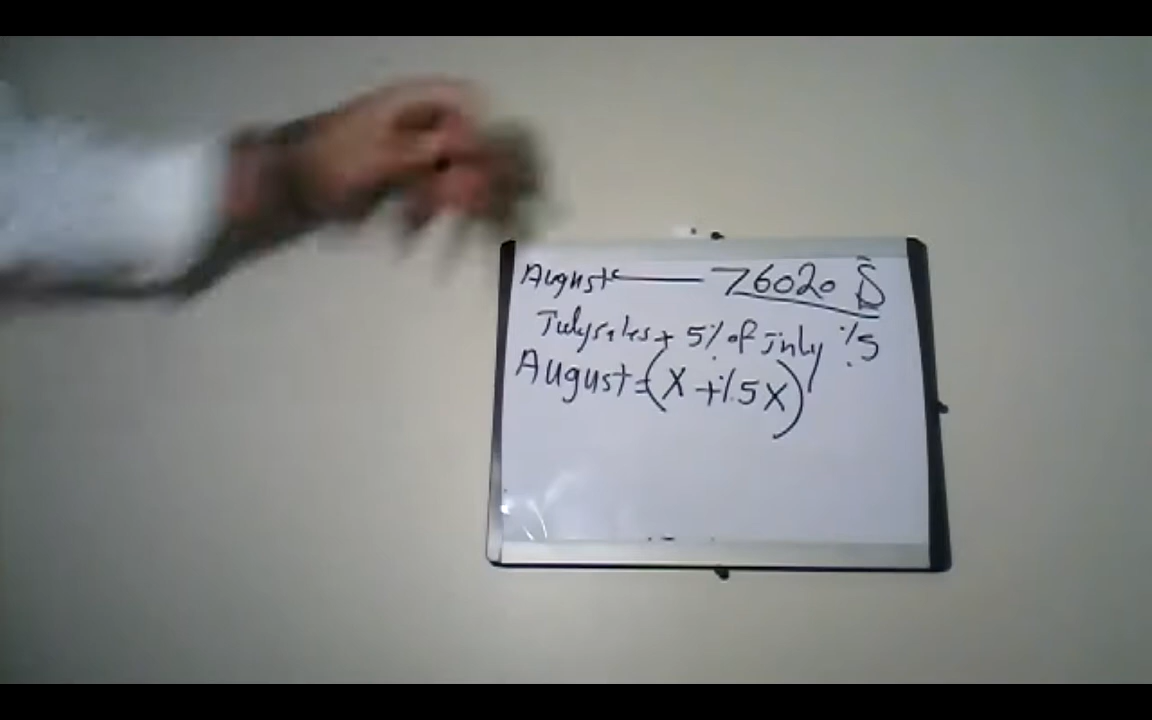 August — 76020 $
July sales + 5% of july %5
August = (X + %5X)